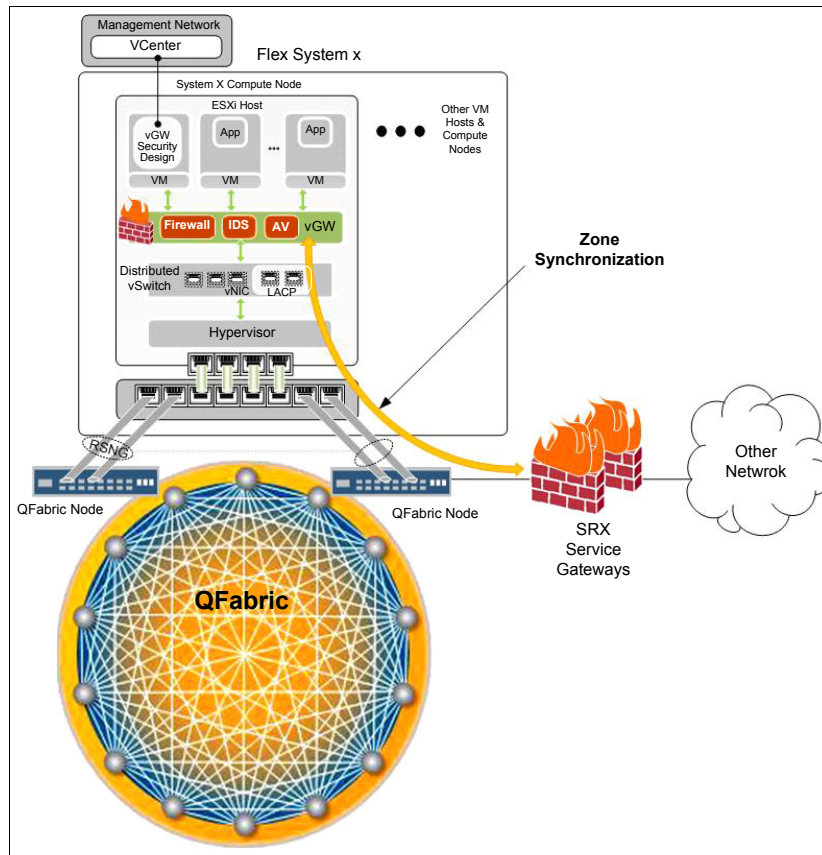 Management Network
VCenter
Flex System x
System X Compute Node
ESXi Host
vGW
Security
Design
App
App
...
VM
VM
VM
Other VM
Hosts &
Compute
Nodes
Firewall
IDS
AV
vGW
Zone
Synchronization
Distributed
vSwitch
vNIC
LACP
Hypervisor
RSNG
QFabric Node
QFabric Node
SRX
Service
Gateways
Other
Netwrok
QFabric